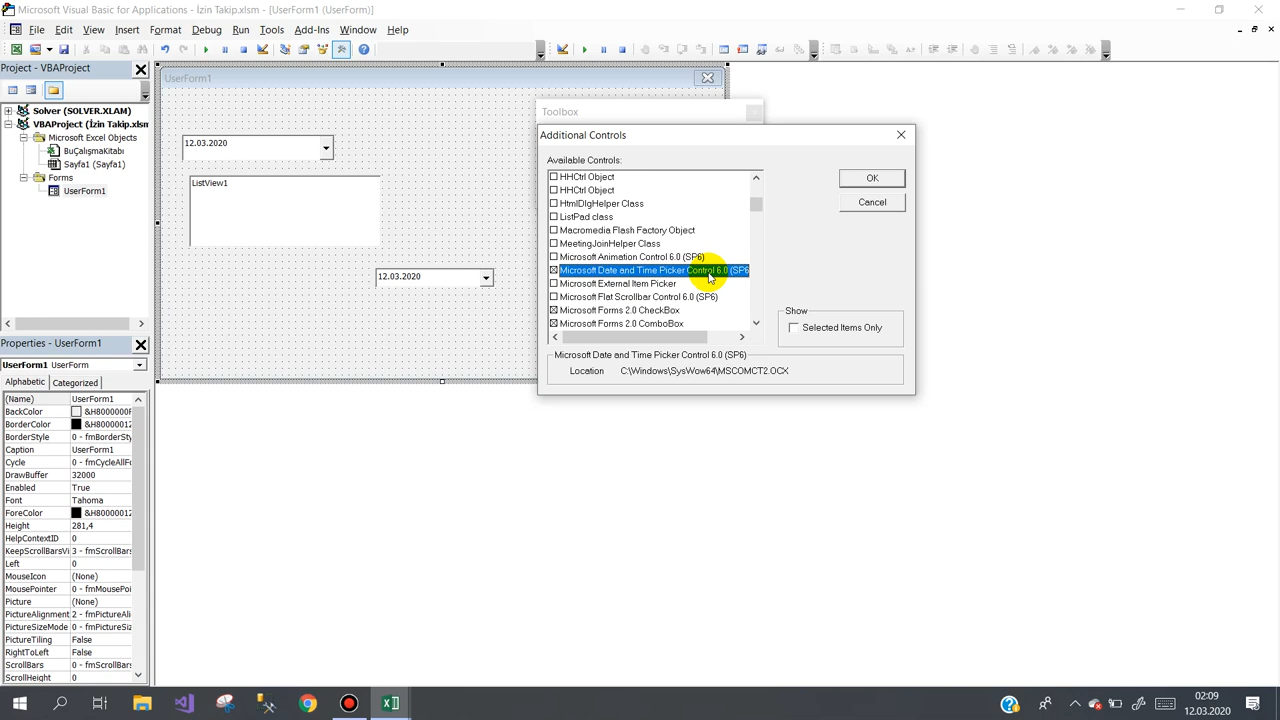 Microsoft Visual Basic for Applications - İzin Takip.xlsm - [UserForm1 (UserForm)]
File Edit View Insert Format Debug Run Tools Add-Ins Window Help
Project - VBAProject
Solver (SOLVER.XLAM)
VBAProject (İzin Takip.xlsm
Microsoft Excel Objects
BuÇalışmaKitabı
Sayfa1 (Sayfa1)
Forms
UserForm1
Properties - UserForm1
UserForm1 UserForm
Alphabetic Categorized
(Name) UserForm1
BackColor &H8000000F
BorderColor &H80000012
BorderStyle 0 - fmBorderSty
Caption UserForm1
Cycle 0 - fmCycleAllFo
DrawBuffer 32000
Enabled True
Font Tahoma
ForeColor &H80000012
Height 281,4
HelpContextID 0
KeepScrollBarsVi 3 - fmScrollBars
Left 0
MouseIcon (None)
MousePointer 0 - fmMousePoi
Picture (None)
PictureAlignment 2 - fmPictureAli
PictureSizeMode 0 - fmPictureSiz
PictureTiling False
RightToLeft False
ScrollBars 0 - fmScrollBars
ScrollHeight 0
UserForm1
12.03.2020
ListView1
12.03.2020
Toolbox
Additional Controls
Available Controls:
HHCtrl Object
HHCtrl Object
HtmlDlgHelper Class
ListPad class
Macromedia Flash Factory Object
MeetingJoinHelper Class
Microsoft Animation Control 6.0 (SP6)
Microsoft Date and Time Picker Control 6.0 (SP6
Microsoft External Item Picker
Microsoft Flat Scrollbar Control 6.0 (SP6)
Microsoft Forms 2.0 CheckBox
Microsoft Forms 2.0 ComboBox
OK
Cancel
Show
Selected Items Only
Microsoft Date and Time Picker Control 6.0 (SP6)
Location C:\Windows\SysWow64\MSCOMCT2.OCX
02:09
12.03.2020